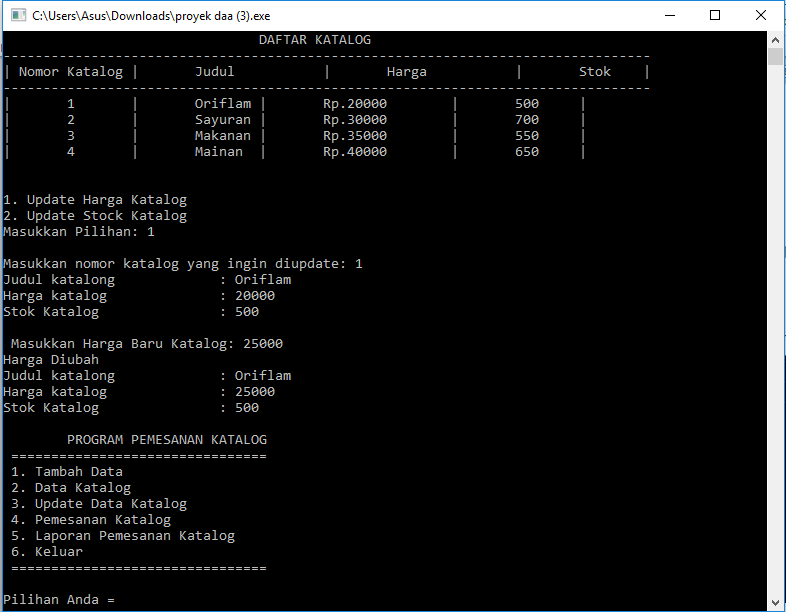 C:\Users\Asus\Downloads\proyek daa (3).exe
DAFTAR KATALOG
---------------------------------------------------------------------------------
| Nomor Katalog |       Judul           |       Harga           |       Stok    |
---------------------------------------------------------------------------------
|       1       |       Oriflam |       Rp.20000        |       500     |
|       2       |       Sayuran |       Rp.30000        |       700     |
|       3       |       Makanan |       Rp.35000        |       550     |
|       4       |       Mainan  |       Rp.40000        |       650     |
1. Update Harga Katalog
2. Update Stock Katalog
Masukkan Pilihan: 1
Masukkan nomor katalog yang ingin diupdate: 1
Judul katalong             : Oriflam
Harga katalog              : 20000
Stok Katalog               : 500
Masukkan Harga Baru Katalog: 25000
Harga Diubah
Judul katalong             : Oriflam
Harga katalog              : 25000
Stok Katalog               : 500
PROGRAM PEMESANAN KATALOG
================================
1. Tambah Data
2. Data Katalog
3. Update Data Katalog
4. Pemesanan Katalog
5. Laporan Pemesanan Katalog
6. Keluar
================================
Pilihan Anda =